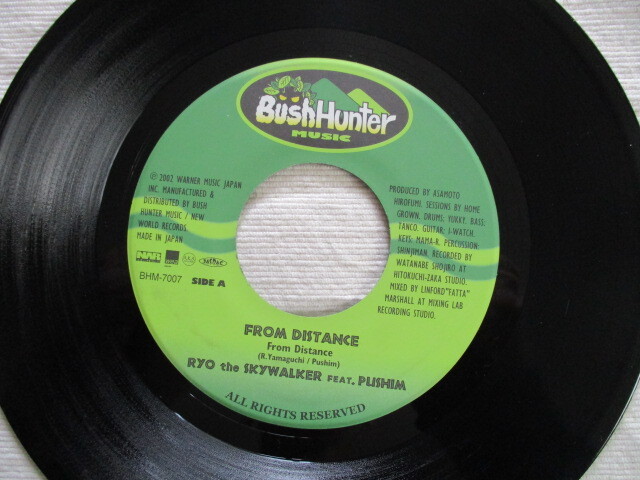 BushHunter
MUSIC
℗ 2002 WARNER MUSIC JAPAN
INC. MANUFACTURED &
DISTRIBUTED BY BUSH
HUNTER MUSIC / NEW
WORLD RECORDS
MADE IN JAPAN
BHM-7007 SIDE A
PRODUCED BY ASAMOTO
HIROFUMI. SESSIONS BY HOME
GROWN. DRUMS: YUKKY. BASS:
TANCO. GUITAR: J-WATCH.
KEYS: MAMA-R. PERCUSSION:
SHINJIMAN. RECORDED BY
WATANABE SHOJIRO AT
HITOKUCHI-ZAKA STUDIO.
MIXED BY LINFORD"FATTA"
MARSHALL AT MIXING LAB
RECORDING STUDIO.
FROM DISTANCE
From Distance
(R.Yamaguchi / Pushim)
RYO the SKYWALKER FEAT. PUSHIM
ALL RIGHTS RESERVED